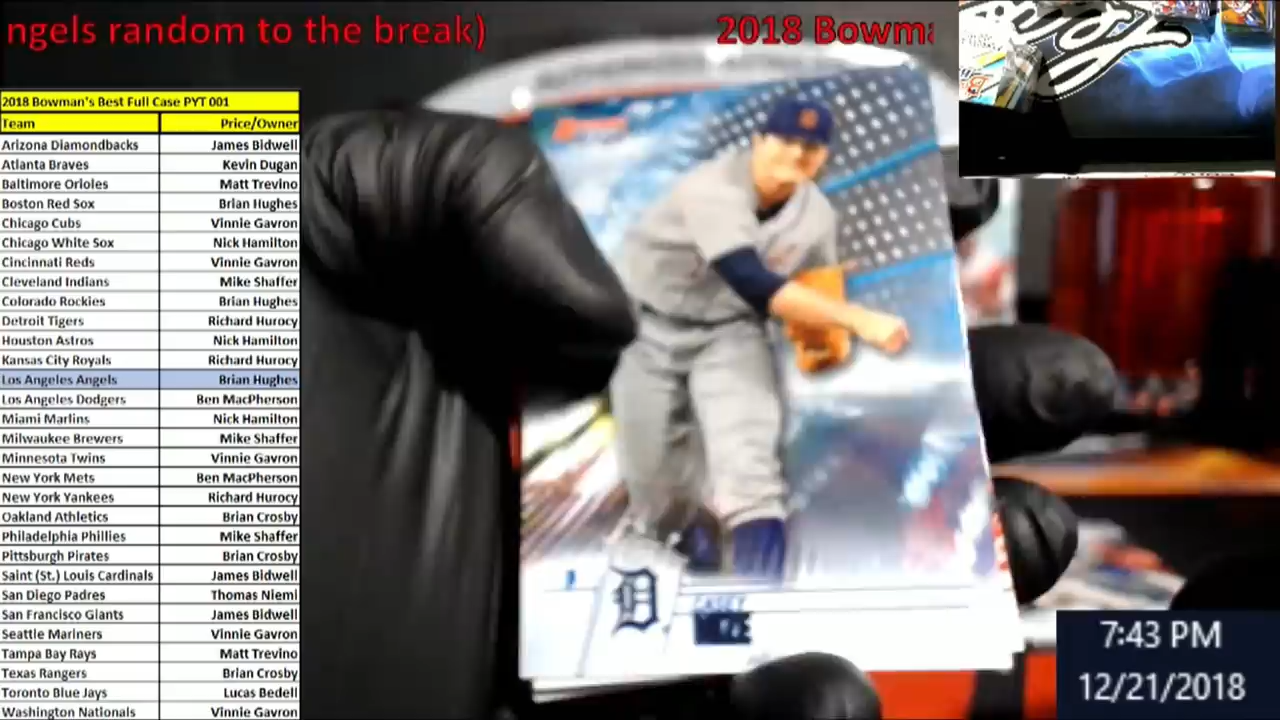 ngels random to the break)
2018 Bowma
2018 Bowman's Best Full Case PYT 001
Team Price/Owner
Arizona Diamondbacks James Bidwell
Atlanta Braves Kevin Dugan
Baltimore Orioles Matt Trevino
Boston Red Sox Brian Hughes
Chicago Cubs Vinnie Gavron
Chicago White Sox Nick Hamilton
Cincinnati Reds Vinnie Gavron
Cleveland Indians Mike Shaffer
Colorado Rockies Brian Hughes
Detroit Tigers Richard Hurocy
Houston Astros Nick Hamilton
Kansas City Royals Richard Hurocy
Los Angeles Angels Brian Hughes
Los Angeles Dodgers Ben MacPherson
Miami Marlins Nick Hamilton
Milwaukee Brewers Mike Shaffer
Minnesota Twins Vinnie Gavron
New York Mets Ben MacPherson
New York Yankees Richard Hurocy
Oakland Athletics Brian Crosby
Philadelphia Phillies Mike Shaffer
Pittsburgh Pirates Brian Crosby
Saint (St.) Louis Cardinals James Bidwell
San Diego Padres Thomas Niemi
San Francisco Giants James Bidwell
Seattle Mariners Vinnie Gavron
Tampa Bay Rays Matt Trevino
Texas Rangers Brian Crosby
Toronto Blue Jays Lucas Bedell
Washington Nationals Vinnie Gavron
D
CASEY
MIZE
7:43 PM
12/21/2018